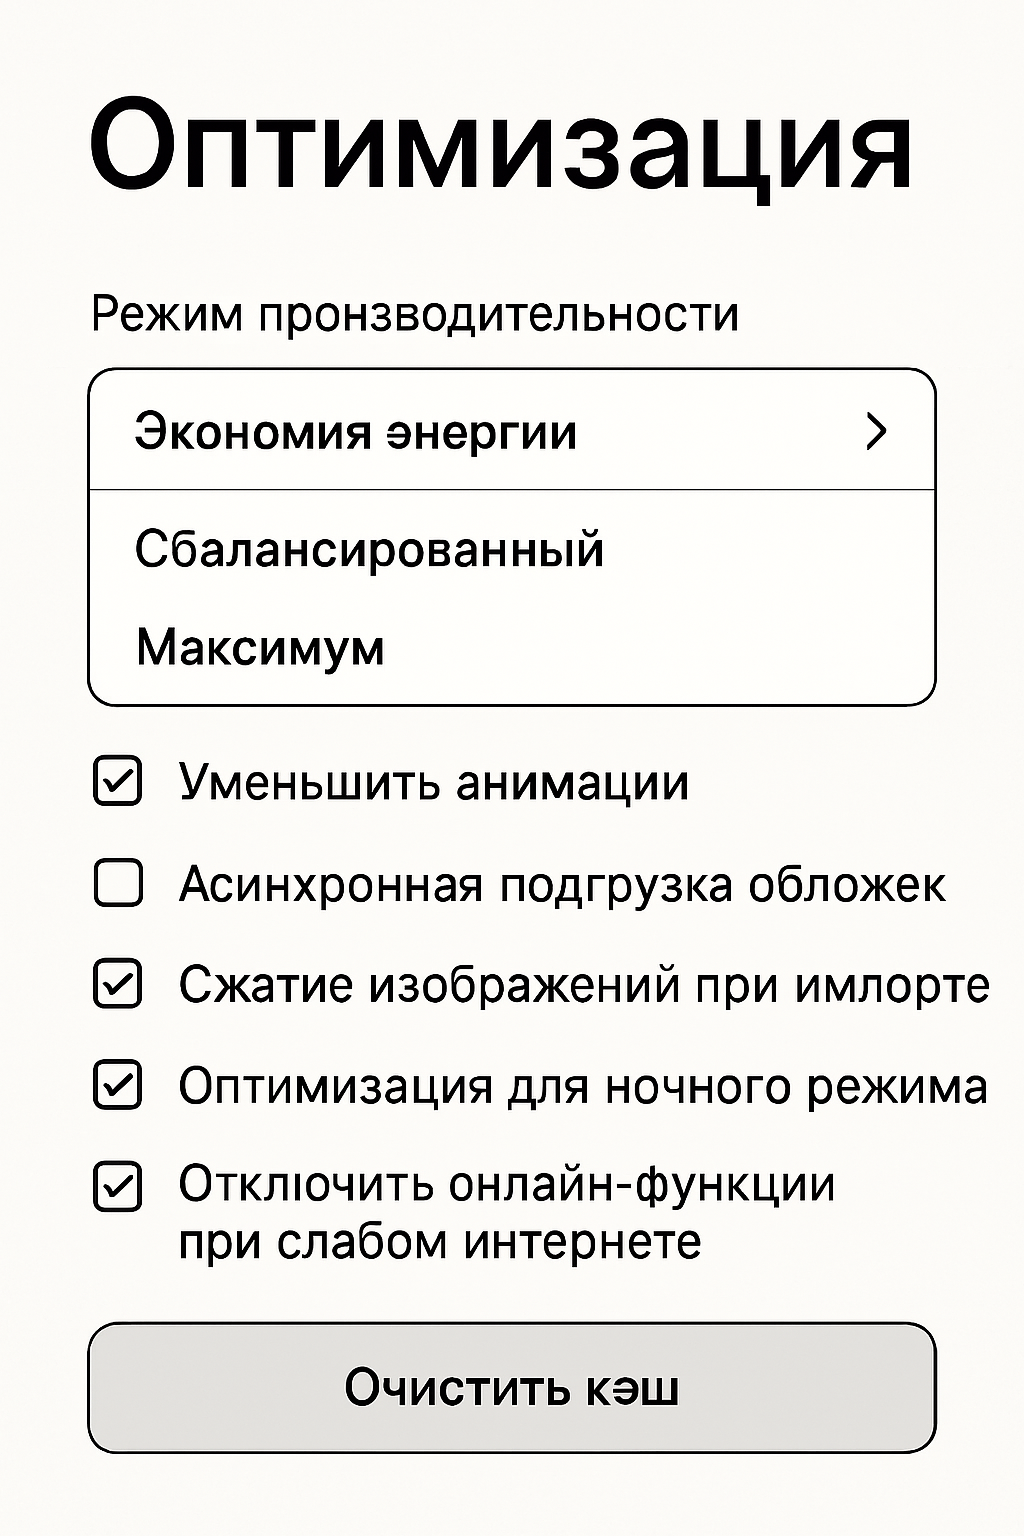 Оптимизация
Режим пронзводительности
Экономия энергии
Сбалансированный
Максимум
Уменьшить анимации
Асинхронная подгрузка обложек
Сжатие изображений при имлорте
Оптимизация для ночного режима
Отключить онлайн-функции
при слабом интернете
Очистить кэш